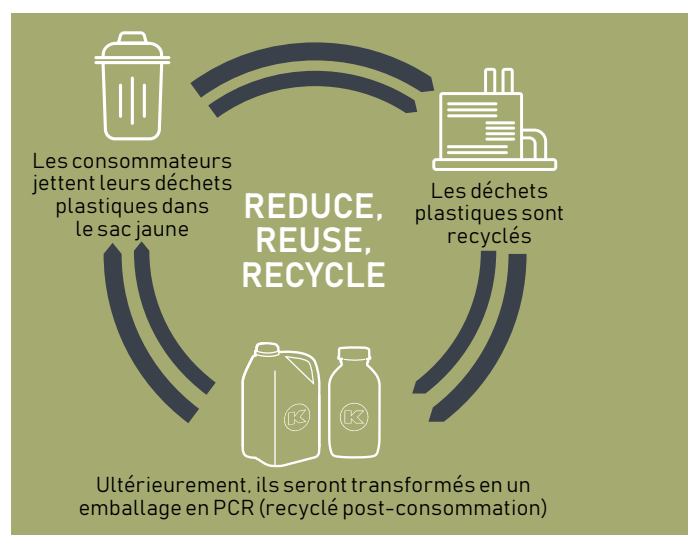 Les consommateurs
jettent leurs déchets
plastiques dans
le sac jaune
Les déchets
plastiques sont
recyclés
REDUCE,
REUSE,
RECYCLE
K
K
Ultérieurement, ils seront transformés en un
emballage en PCR (recyclé post-consommation)